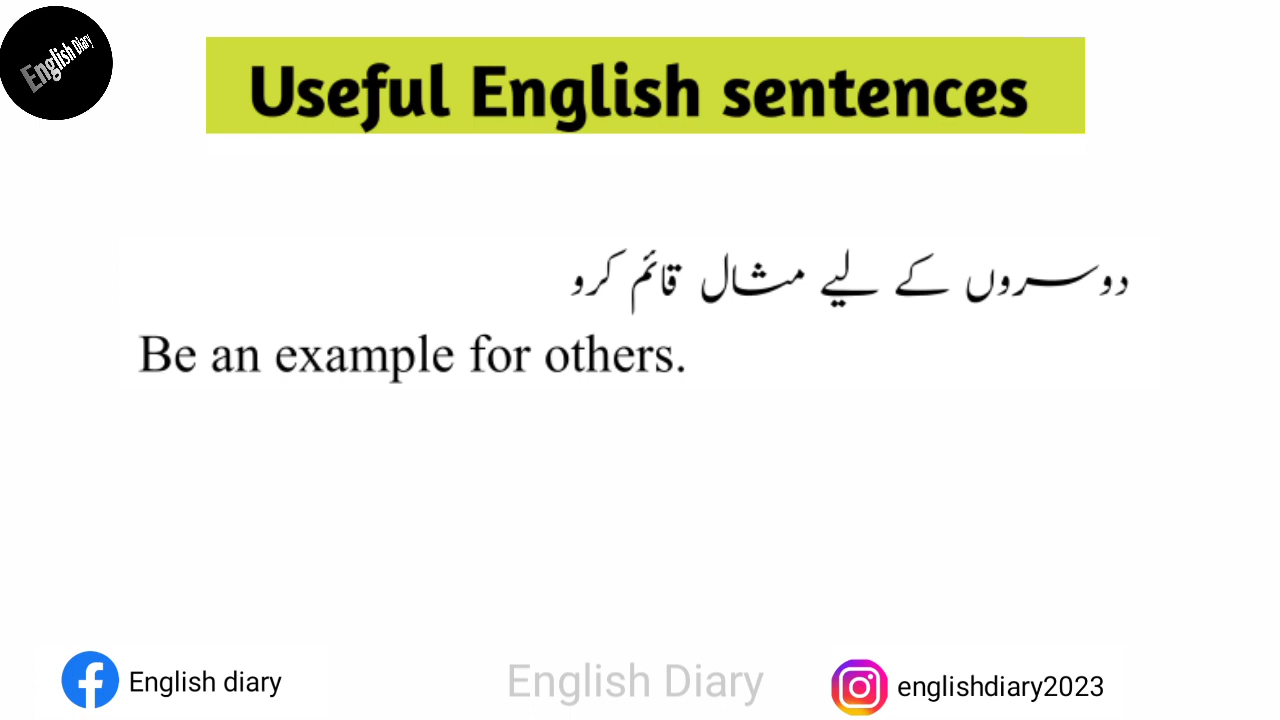 English Diary
Useful English sentences
دوسروں کے لیے مثال قائم کرو
Be an example for others.
English diary
English Diary
englishdiary2023